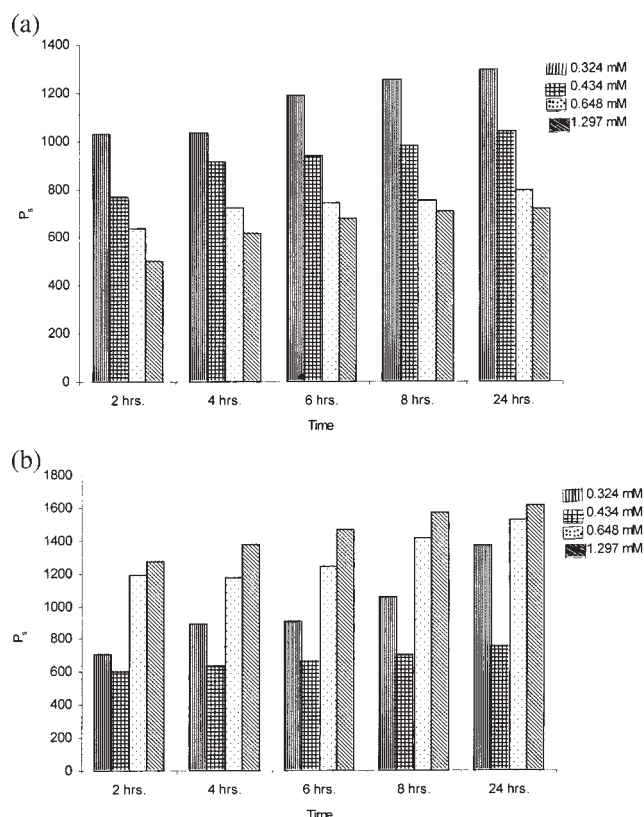 (a)
1400
1200
1000
800
600
400
200
0
Ps
2 hrs. 4 hrs. 6 hrs. 8 hrs. 24 hrs.
Time
0.324 mM
0.434 mM
0.648 mM
1.297 mM
(b)
1800
1600
1400
1200
1000
800
600
400
200
0
Ps
2 hrs. 4 hrs. 6 hrs. 8 hrs. 24 hrs.
Time
0.324 mM
0.434 mM
0.648 mM
1.297 mM